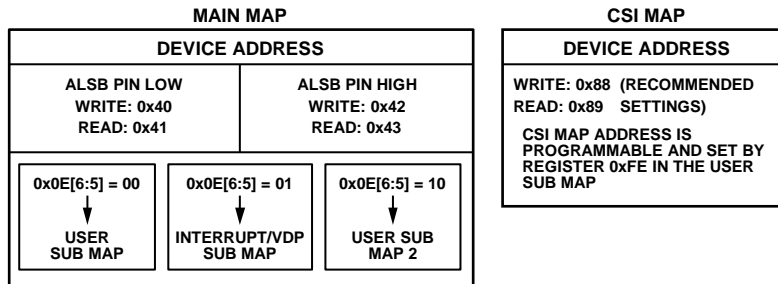 MAIN MAP
DEVICE ADDRESS
ALSB PIN LOW
WRITE: 0x40
READ: 0x41
ALSB PIN HIGH
WRITE: 0x42
READ: 0x43
0x0E[6:5] = 00
USER
SUB MAP
0x0E[6:5] = 01
INTERRUPT/VDP
SUB MAP
0x0E[6:5] = 10
USER SUB
MAP 2
CSI MAP
DEVICE ADDRESS
WRITE: 0x88 (RECOMMENDED
READ: 0x89 SETTINGS)
CSI MAP ADDRESS IS
PROGRAMMABLE AND SET BY
REGISTER 0xFE IN THE USER
SUB MAP